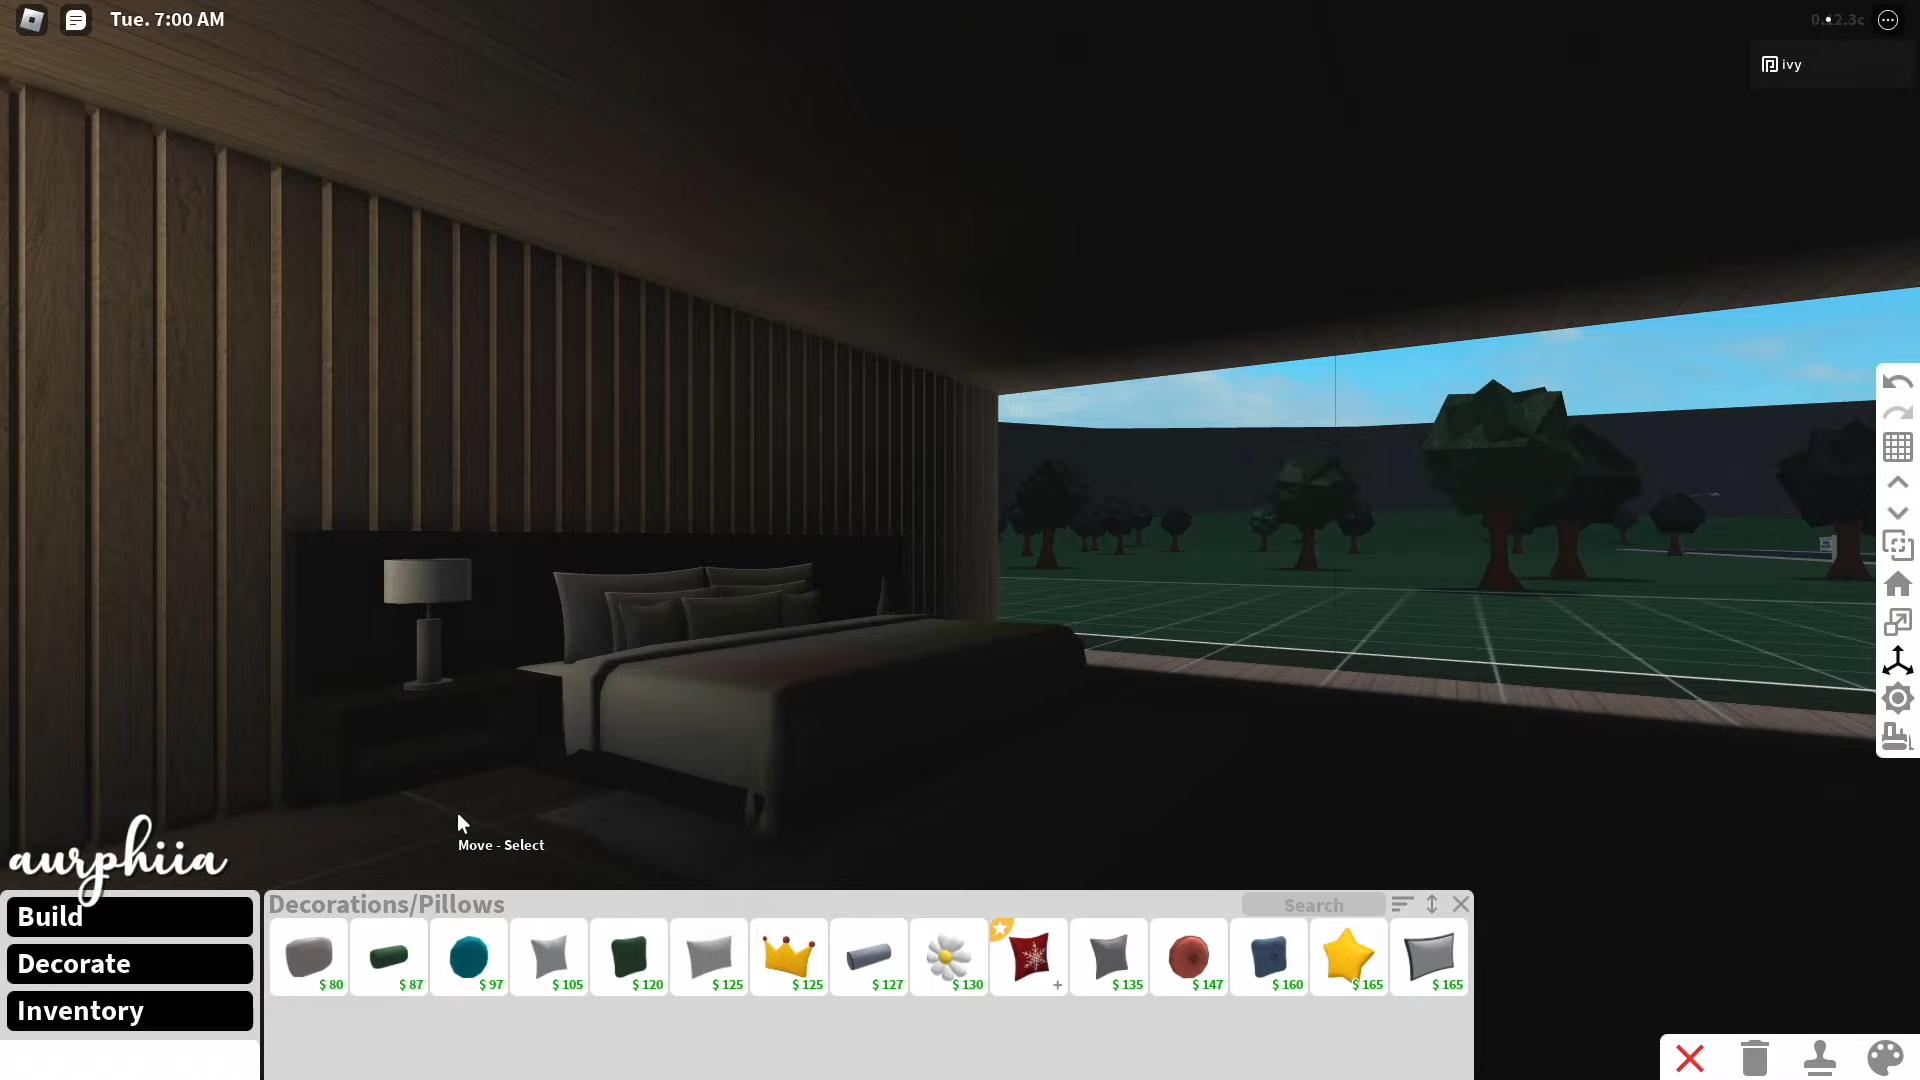 Tue. 7:00 AM
ivy
Move - Select
aurphiia
Build
Decorate
Inventory
Decorations/Pillows
Search
$ 80
$ 87
$ 97
$ 105
$ 120
$ 125
$ 125
$ 127
$ 130
+
$ 135
$ 147
$ 160
$ 165
$ 165